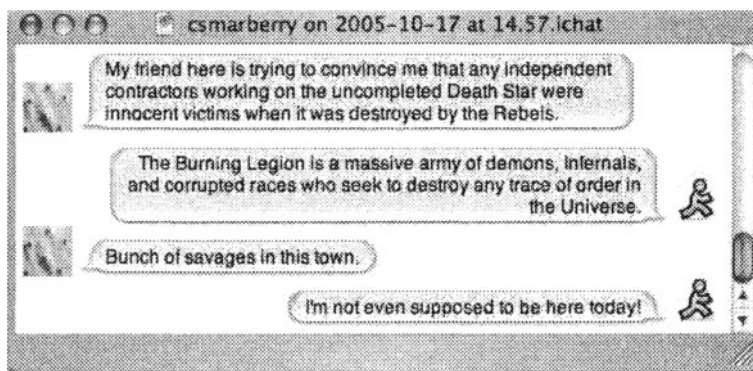 csmarberry on 2005-10-17 at 14.57.ichat
My friend here is trying to convince me that any independent
contractors working on the uncompleted Death Star were
innocent victims when it was destroyed by the Rebels.
The Burning Legion is a massive army of demons, Infernals,
and corrupted races who seek to destroy any trace of order in
the Universe.
Bunch of savages in this town.
I'm not even supposed to be here today!